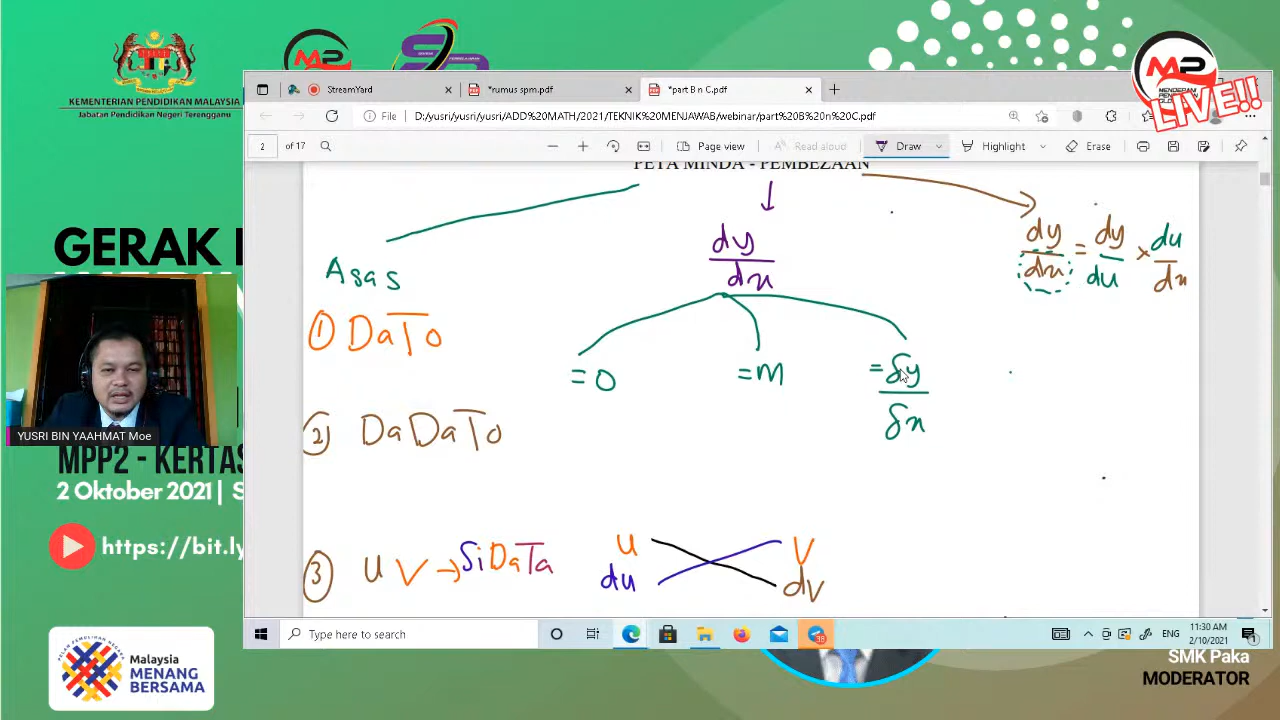 KEMENTERIAN PENDIDIKAN MALAYSIA
Jabatan Pendidikan Negeri Terengganu
MP
MP
LIVE!!
StreamYard
*rumus spm.pdf
*part B n C.pdf
File
D:/yusri/yusri/yusri/ADD%20MATH/2021/TEKNIK%20MENJAWAB/webinar/part%20B%20n%20C.pdf
2 of 17
Page view
Read aloud
Draw
Highlight
Erase
PETA MINDA - PEMBEZAAN
Asas
dy/dx
dy/dx = dy/du × du/dx
① DaTo
= 0
= m
= δy/δx
② DaDaTo
③ U V → SiDaTa
u
v
du
dv
GERAK
YUSRI BIN YAAHMAT Moe
MPP2 - KERTAS
2 Oktober 2021| S
https://bit.ly
Malaysia
MENANG
BERSAMA
Type here to search
ENG
11:30 AM
2/10/2021
SMK Paka
MODERATOR